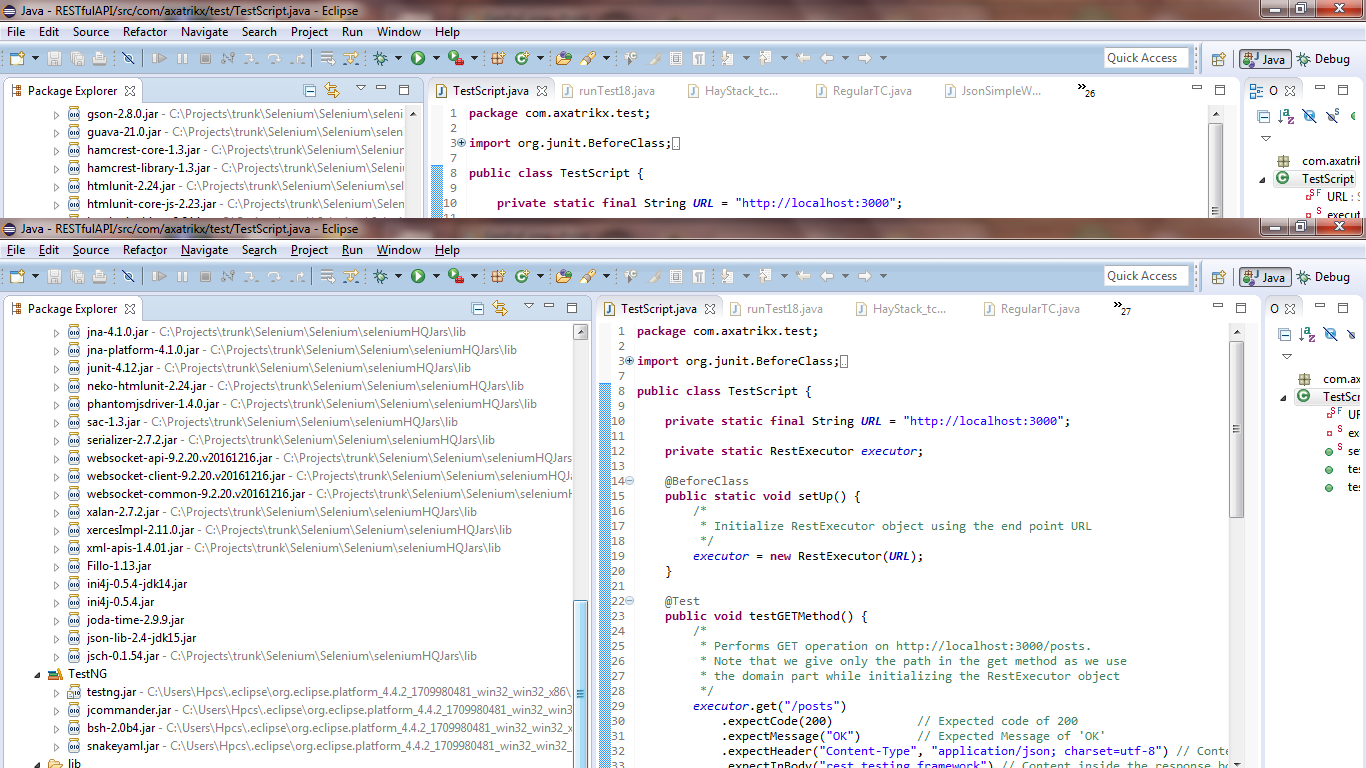 Java - RESTfulAPI/src/com/axatrikx/test/TestScript.java - Eclipse
File Edit Source Refactor Navigate Search Project Run Window Help
Quick Access Java Debug
Package Explorer
gson-2.8.0.jar - C:\Projects\trunk\Selenium\Selenium\seleni
guava-21.0.jar - C:\Projects\trunk\Selenium\Selenium\selen
hamcrest-core-1.3.jar - C:\Projects\trunk\Selenium\Selenium
hamcrest-library-1.3.jar - C:\Projects\trunk\Selenium\Seleni
htmlunit-2.24.jar - C:\Projects\trunk\Selenium\Selenium\sel
htmlunit-core-js-2.23.jar - C:\Projects\trunk\Selenium\Selen
TestScript.java runTest18.java HayStack_tc... RegularTC.java JsonSimpleW... »26
1 package com.axatrikx.test;
2
3 import org.junit.BeforeClass;
7
8 public class TestScript {
9
10 private static final String URL = "http://localhost:3000";
11
O
com.axatrik
TestScript
URL : S
execut
Java - RESTfulAPI/src/com/axatrikx/test/TestScript.java - Eclipse
File Edit Source Refactor Navigate Search Project Run Window Help
Quick Access Java Debug
Package Explorer
jna-4.1.0.jar - C:\Projects\trunk\Selenium\Selenium\seleniumHQJars\lib
jna-platform-4.1.0.jar - C:\Projects\trunk\Selenium\Selenium\seleniumHQJars\lib
junit-4.12.jar - C:\Projects\trunk\Selenium\Selenium\seleniumHQJars\lib
neko-htmlunit-2.24.jar - C:\Projects\trunk\Selenium\Selenium\seleniumHQJars\lib
phantomjsdriver-1.4.0.jar - C:\Projects\trunk\Selenium\Selenium\seleniumHQJars\lib
sac-1.3.jar - C:\Projects\trunk\Selenium\Selenium\seleniumHQJars\lib
serializer-2.7.2.jar - C:\Projects\trunk\Selenium\Selenium\seleniumHQJars\lib
websocket-api-9.2.20.v20161216.jar - C:\Projects\trunk\Selenium\Selenium\seleniumHQJars
websocket-client-9.2.20.v20161216.jar - C:\Projects\trunk\Selenium\Selenium\seleniumHQJ
websocket-common-9.2.20.v20161216.jar - C:\Projects\trunk\Selenium\Selenium\seleniumH
xalan-2.7.2.jar - C:\Projects\trunk\Selenium\Selenium\seleniumHQJars\lib
xercesImpl-2.11.0.jar - C:\Projects\trunk\Selenium\Selenium\seleniumHQJars\lib
xml-apis-1.4.01.jar - C:\Projects\trunk\Selenium\Selenium\seleniumHQJars\lib
Fillo-1.13.jar
ini4j-0.5.4-jdk14.jar
ini4j-0.5.4.jar
joda-time-2.9.9.jar
json-lib-2.4-jdk15.jar
jsch-0.1.54.jar - C:\Projects\trunk\Selenium\Selenium\seleniumHQJars\lib
TestNG
testng.jar - C:\Users\Hpcs\.eclipse\org.eclipse.platform_4.4.2_1709980481_win32_win32_x86\
jcommander.jar - C:\Users\Hpcs\.eclipse\org.eclipse.platform_4.4.2_1709980481_win32_win3
bsh-2.0b4.jar - C:\Users\Hpcs\.eclipse\org.eclipse.platform_4.4.2_1709980481_win32_win32_x
snakeyaml.jar - C:\Users\Hpcs\.eclipse\org.eclipse.platform_4.4.2_1709980481_win32_win32_
lib
TestScript.java runTest18.java HayStack_tc... RegularTC.java »27
1 package com.axatrikx.test;
2
3 import org.junit.BeforeClass;
7
8 public class TestScript {
9
10 private static final String URL = "http://localhost:3000";
11
12 private static RestExecutor executor;
13
14 @BeforeClass
15 public static void setUp() {
16 /*
17 * Initialize RestExecutor object using the end point URL
18 */
19 executor = new RestExecutor(URL);
20 }
21
22 @Test
23 public void testGETMethod() {
24 /*
25 * Performs GET operation on http://localhost:3000/posts.
26 * Note that we give only the path in the get method as we use
27 * the domain part while initializing the RestExecutor object
28 */
29 executor.get("/posts")
30 .expectCode(200) // Expected code of 200
31 .expectMessage("OK") // Expected Message of 'OK'
32 .expectHeader("Content-Type", "application/json; charset=utf-8") // Conte
33 .expectInBody("rest testing framework") // Content inside the response bo
O
com.ax
TestScr
UF
exe
set
tes
tes